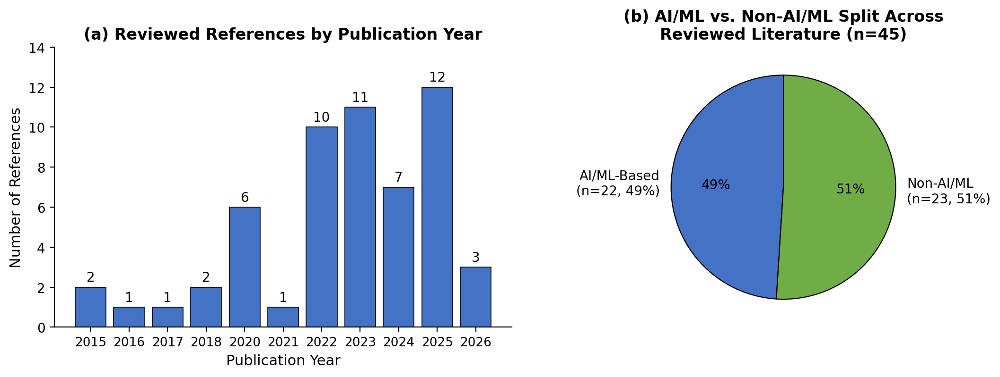 (a) Reviewed References by Publication Year
Number of References
14
12
10
8
6
4
2
0
2
1
1
2
6
1
10
11
7
12
3
2015 2016 2017 2018 2020 2021 2022 2023 2024 2025 2026
Publication Year
(b) AI/ML vs. Non-AI/ML Split Across
Reviewed Literature (n=45)
AI/ML-Based
(n=22, 49%)
49%
51%
Non-AI/ML
(n=23, 51%)